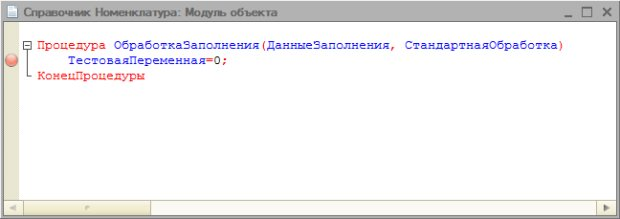 Справочник Номенклатура: Модуль объекта
Процедура ОбработкаЗаполнения(ДанныеЗаполнения, СтандартнаяОбработка)
ТестоваяПеременная=0;
КонецПроцедуры